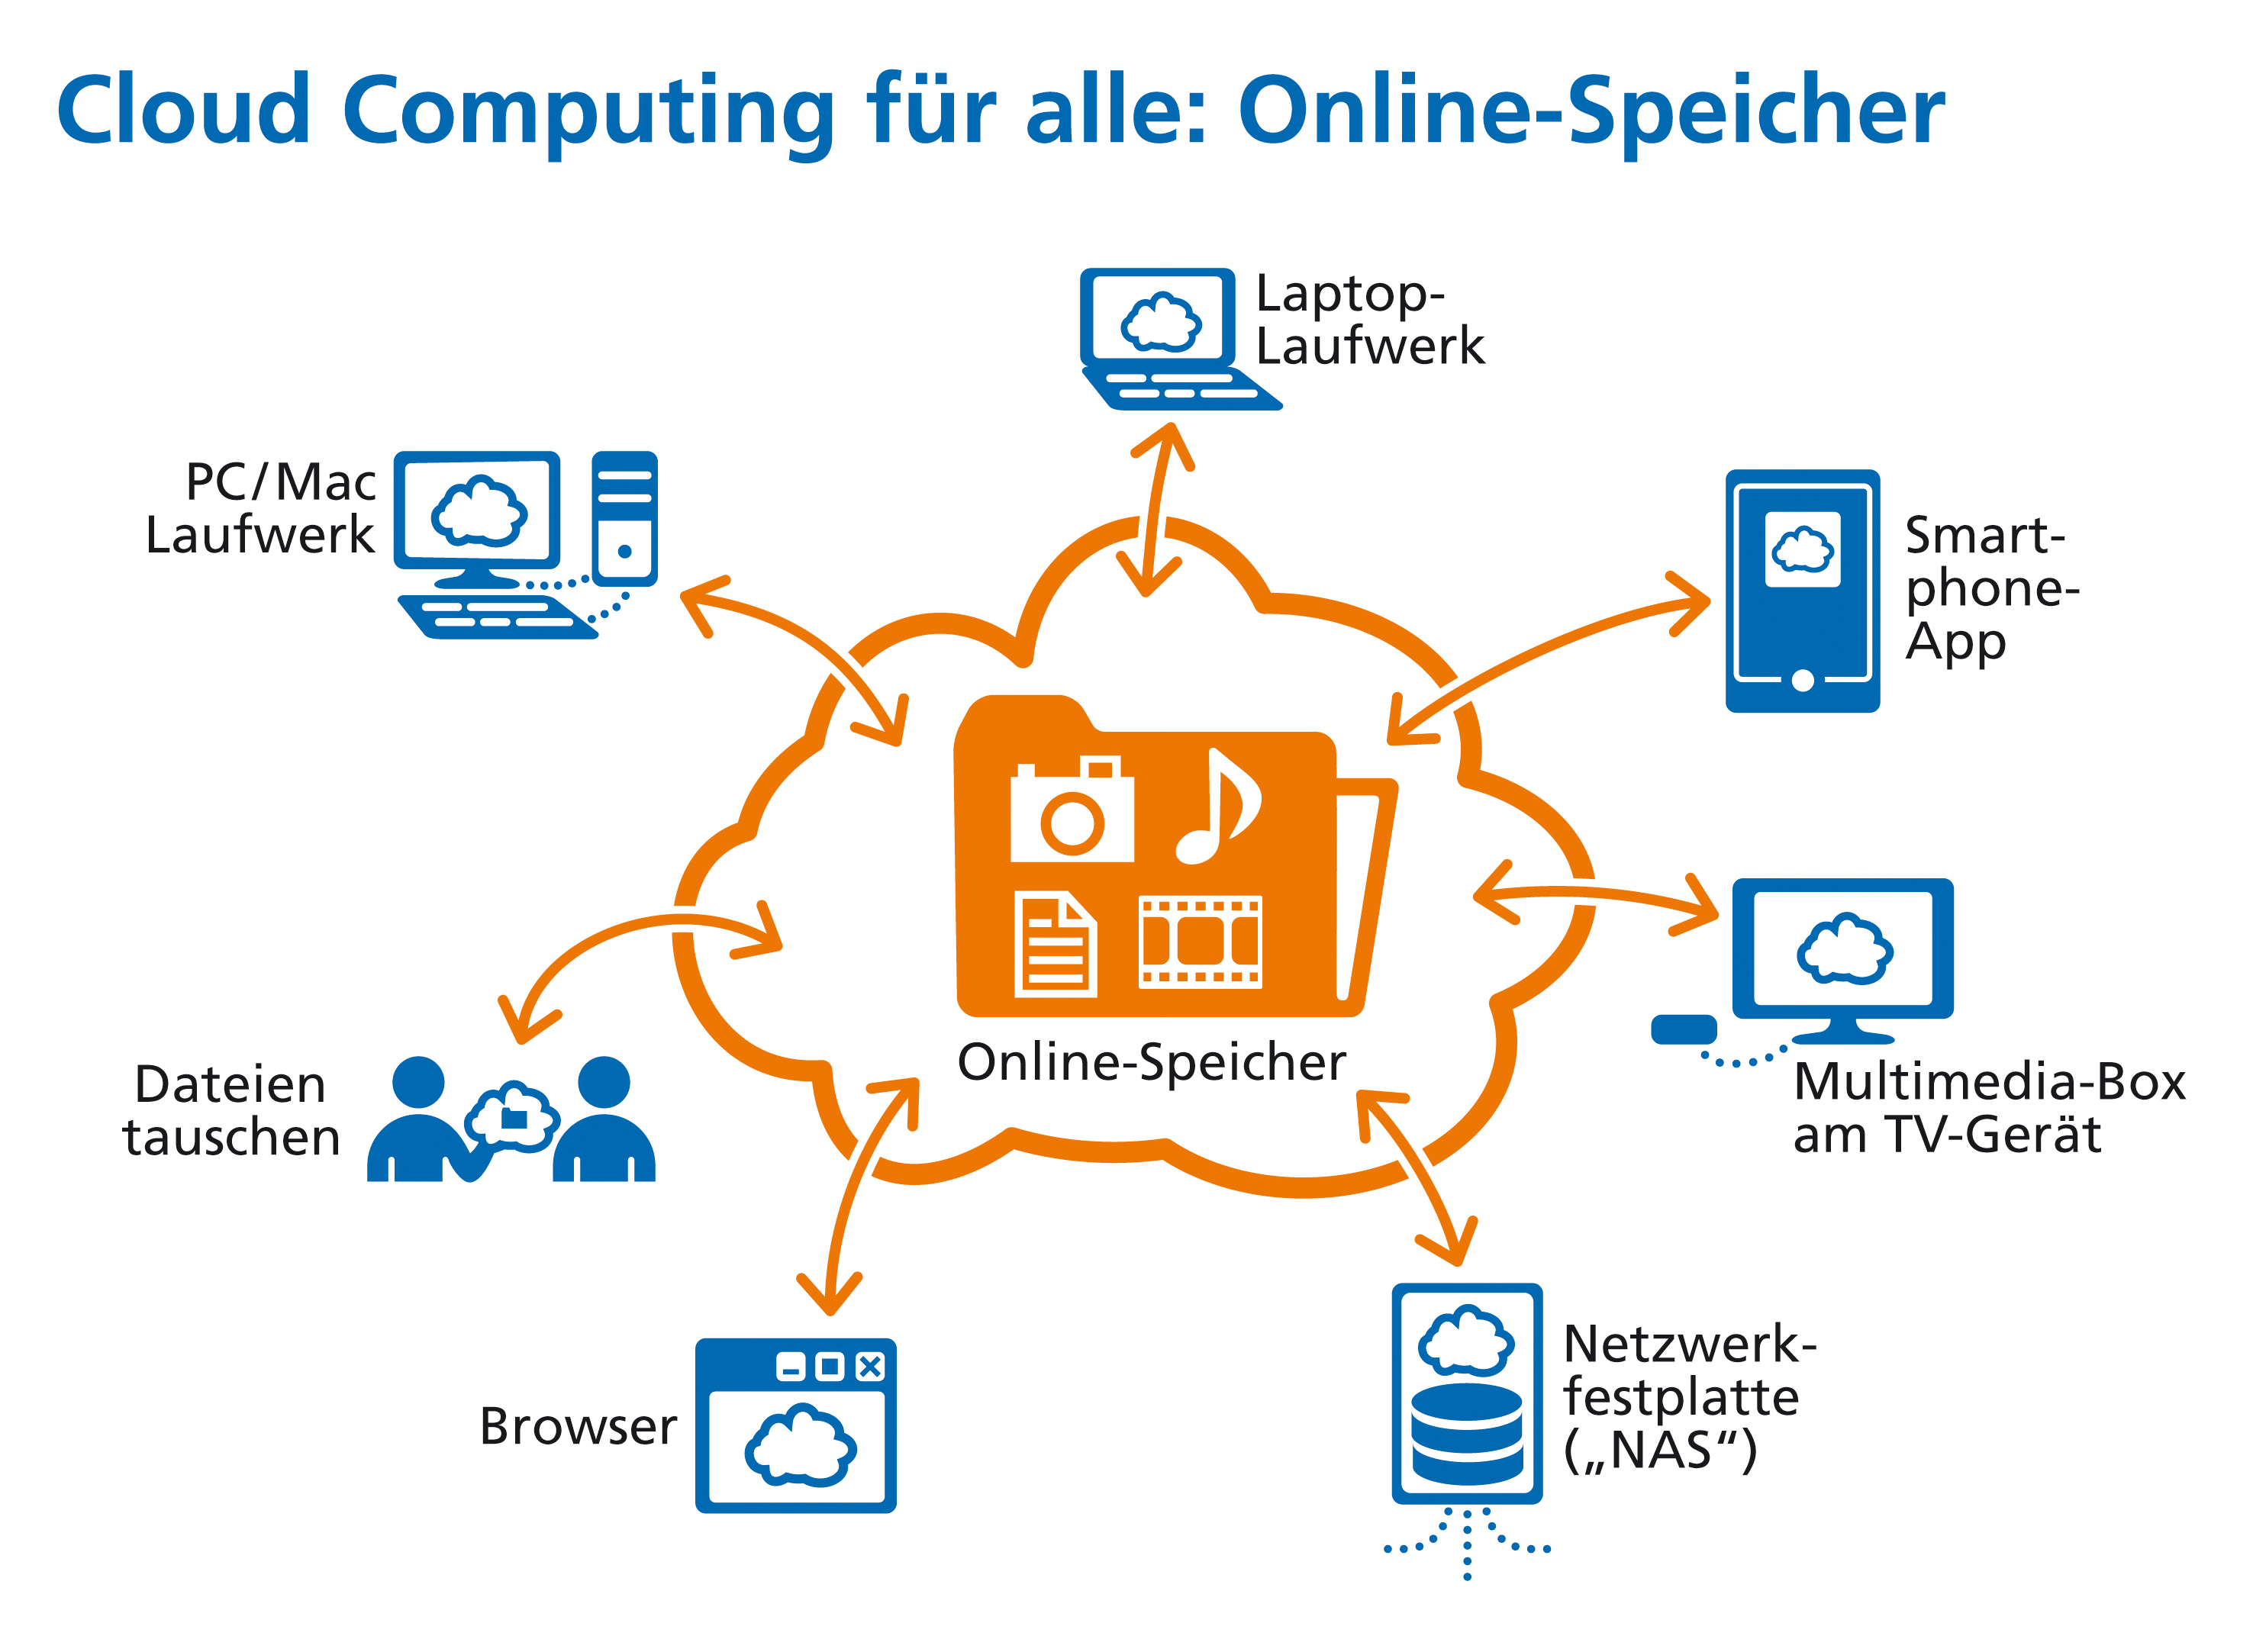 Cloud Computing für alle: Online-Speicher
Laptop-
Laufwerk
PC/Mac
Laufwerk
Smart-
phone-
App
Online-Speicher
Dateien
tauschen
Multimedia-Box
am TV-Gerät
Browser
Netzwerk-
festplatte
(„NAS“)